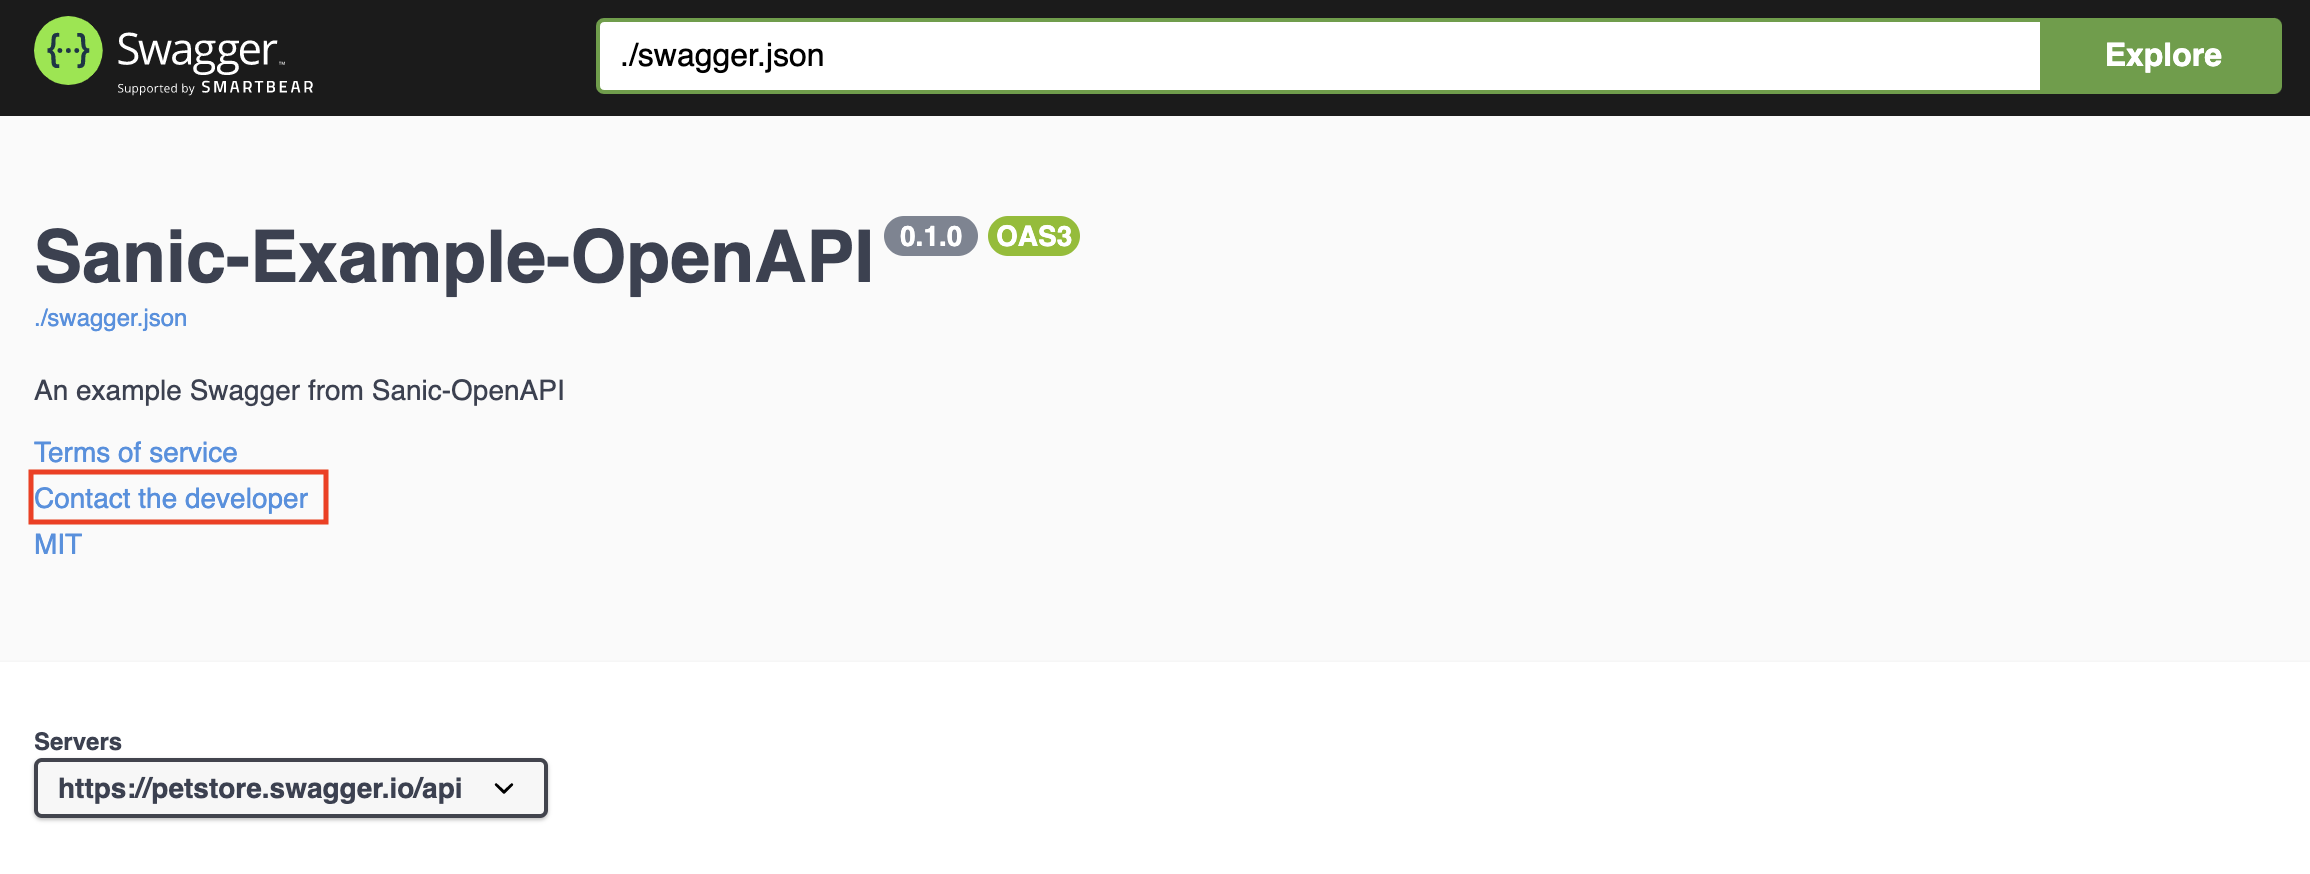 {...} Swagger™
Supported by SMARTBEAR
./swagger.json
Explore
Sanic-Example-OpenAPI 0.1.0 OAS3
./swagger.json
An example Swagger from Sanic-OpenAPI
Terms of service
Contact the developer
MIT
Servers
https://petstore.swagger.io/api